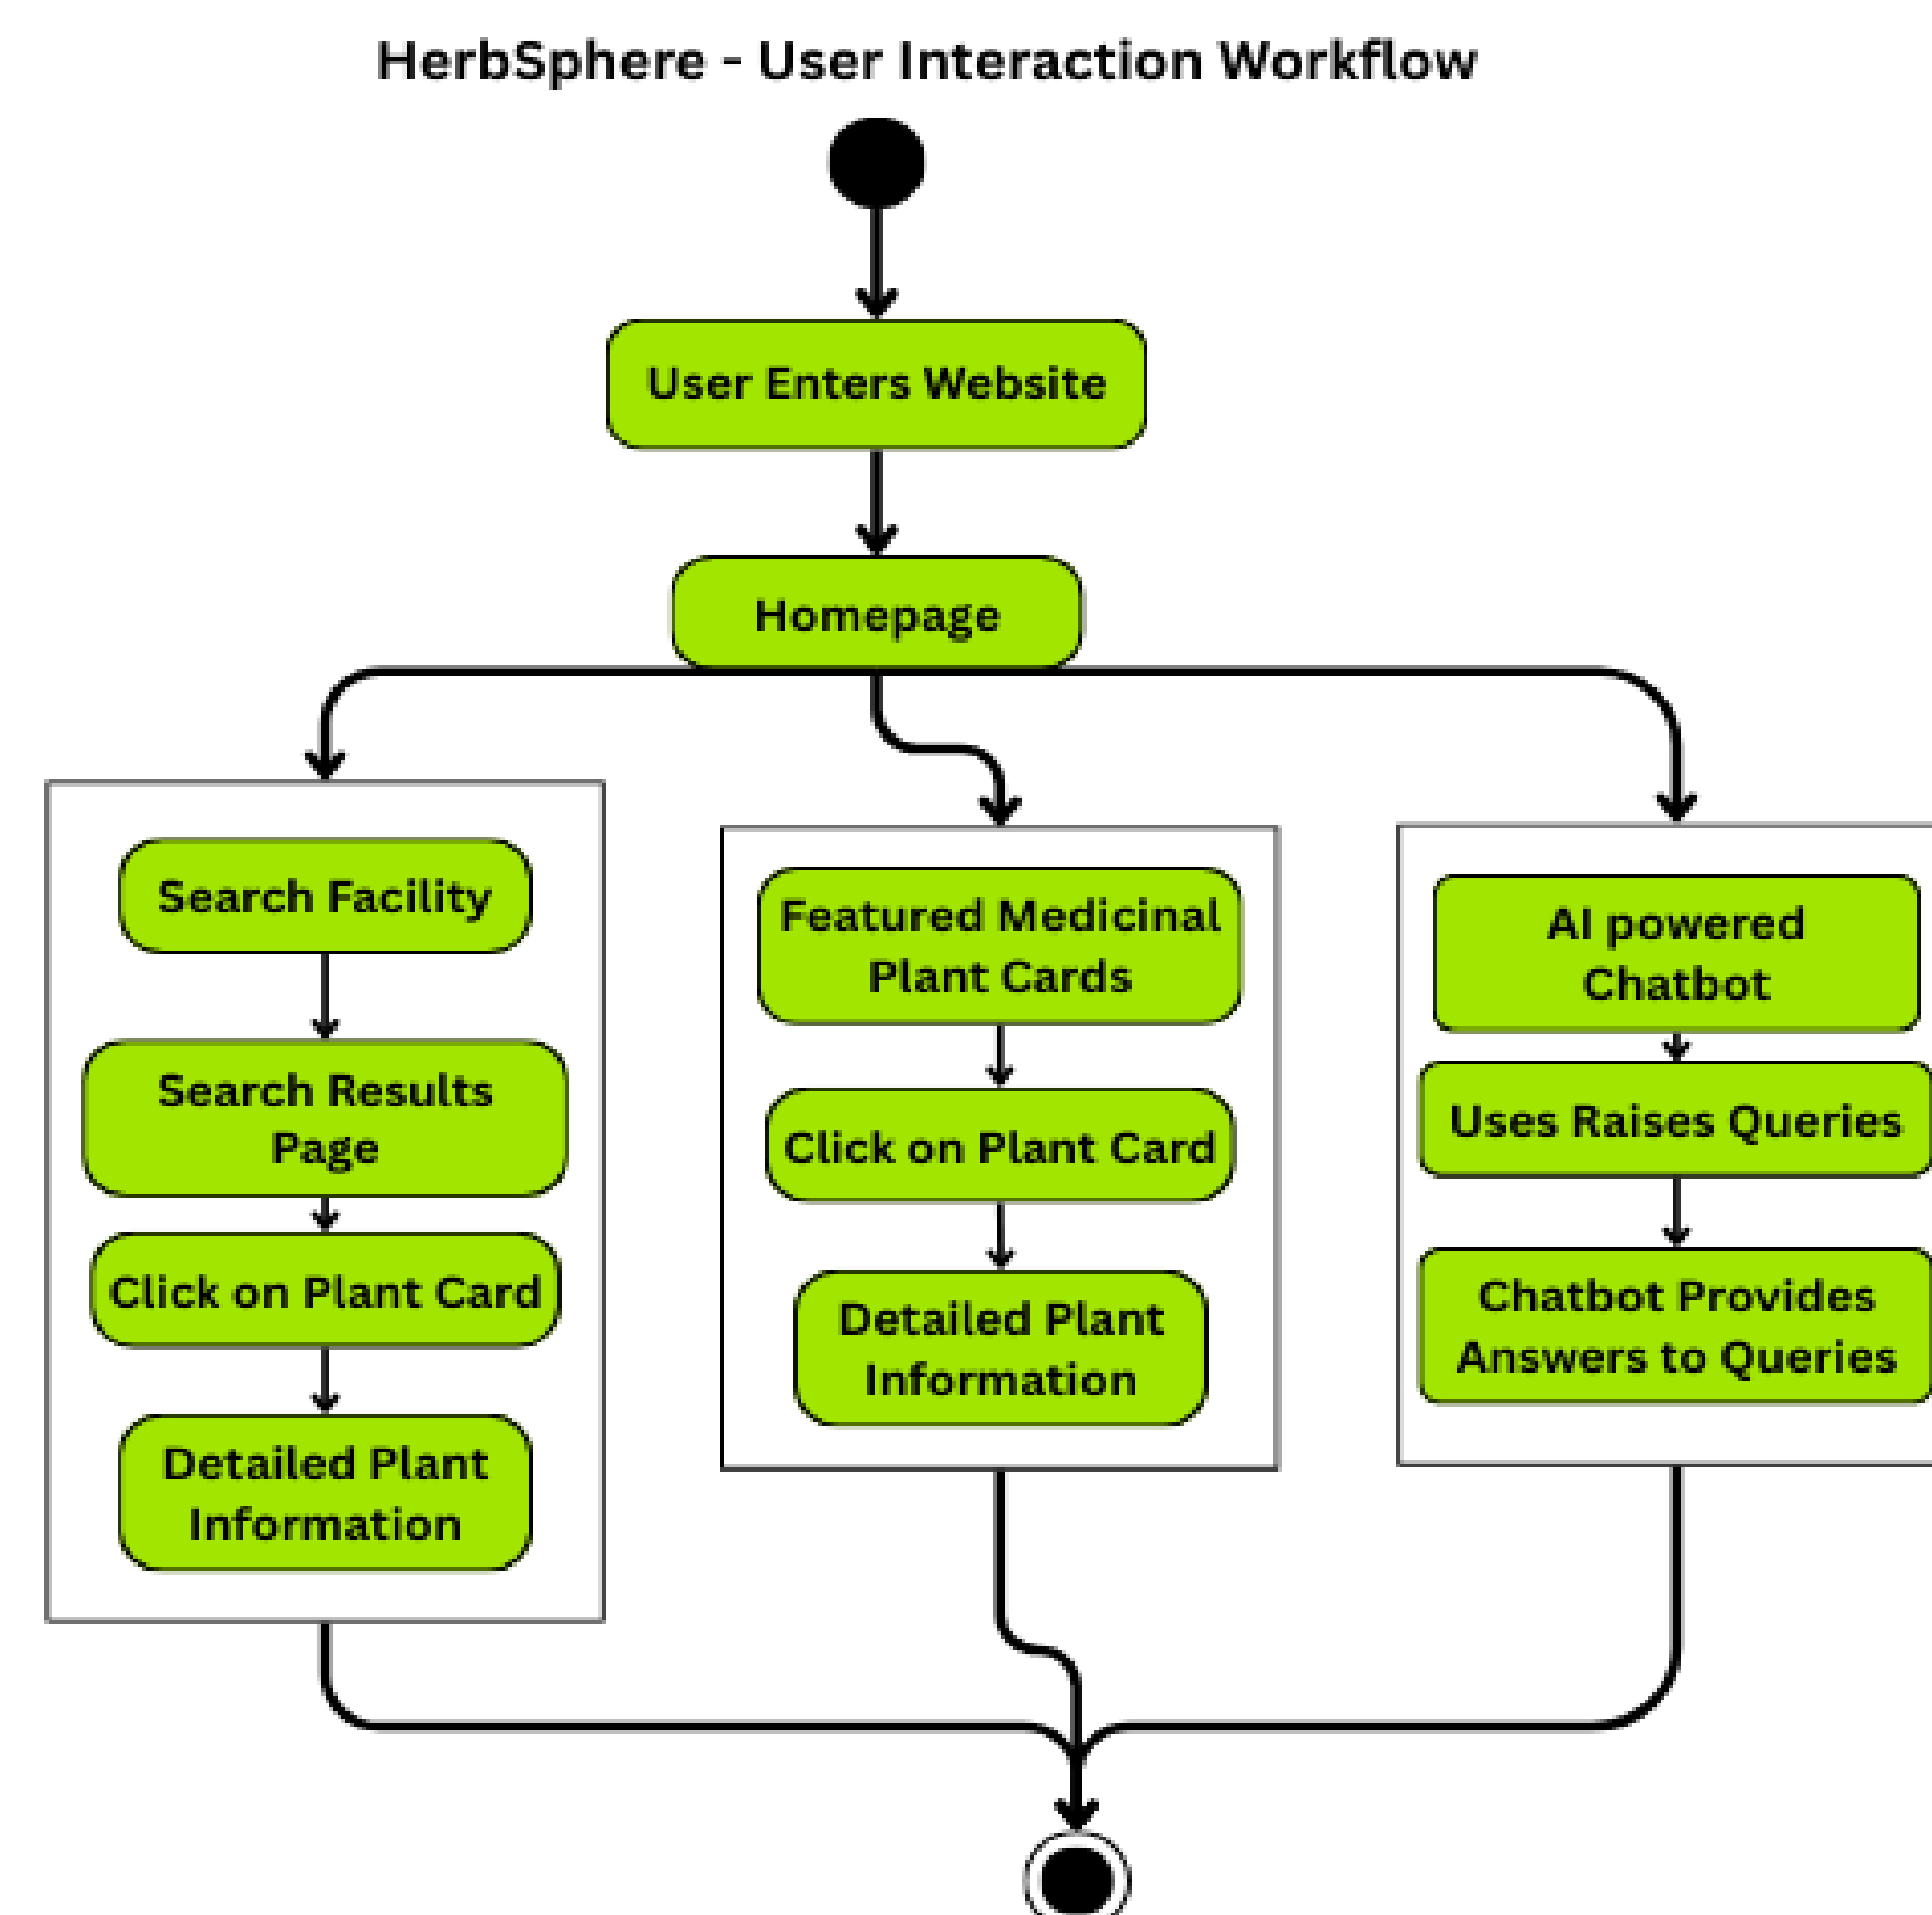 HerbSphere - User Interaction Workflow
User Enters Website
Homepage
Search Facility
Search Results
Page
Click on Plant Card
Detailed Plant
Information
Featured Medicinal
Plant Cards
Click on Plant Card
Detailed Plant
Information
AI powered
Chatbot
Uses Raises Queries
Chatbot Provides
Answers to Queries